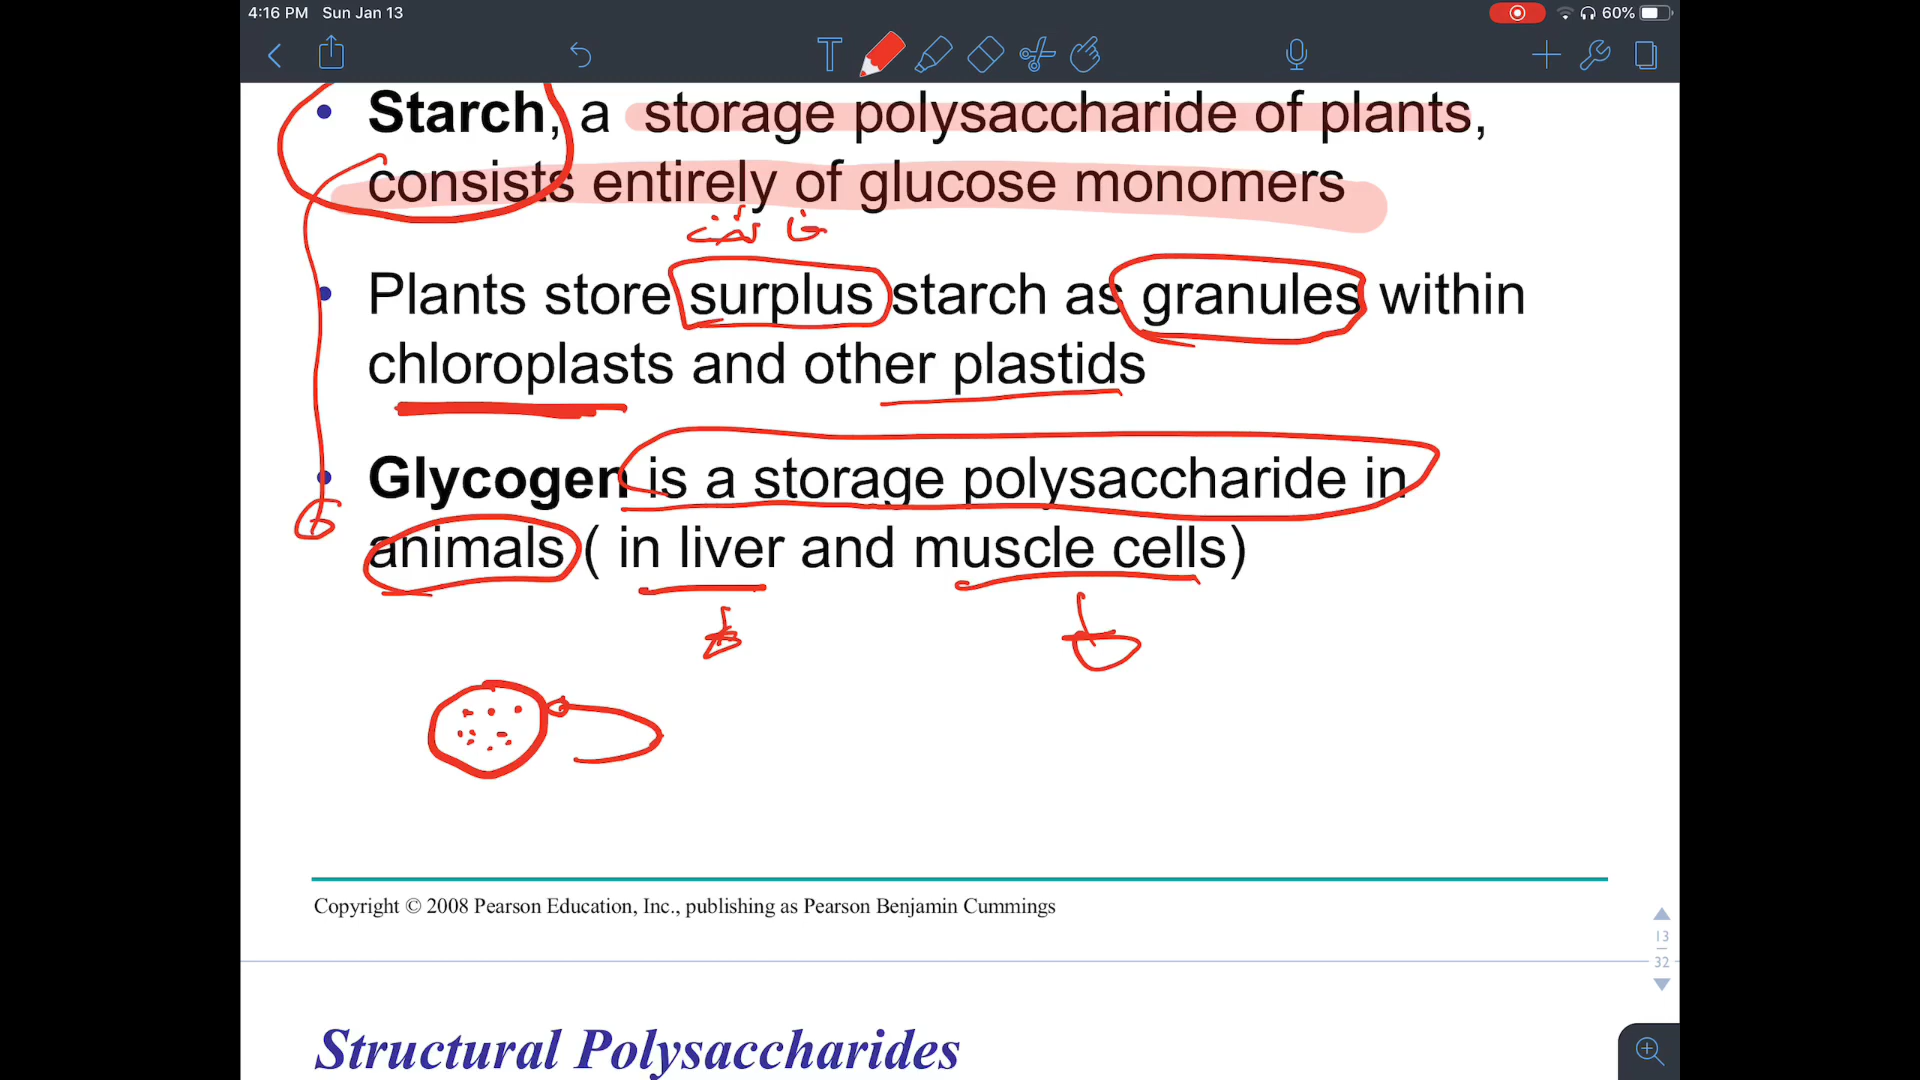 4:16 PM Sun Jan 13
60%
• Starch, a storage polysaccharide of plants,
consists entirely of glucose monomers
• Plants store surplus starch as granules within
chloroplasts and other plastids
• Glycogen is a storage polysaccharide in
animals ( in liver and muscle cells)
Copyright © 2008 Pearson Education, Inc., publishing as Pearson Benjamin Cummings
13
32
Structural Polysaccharides